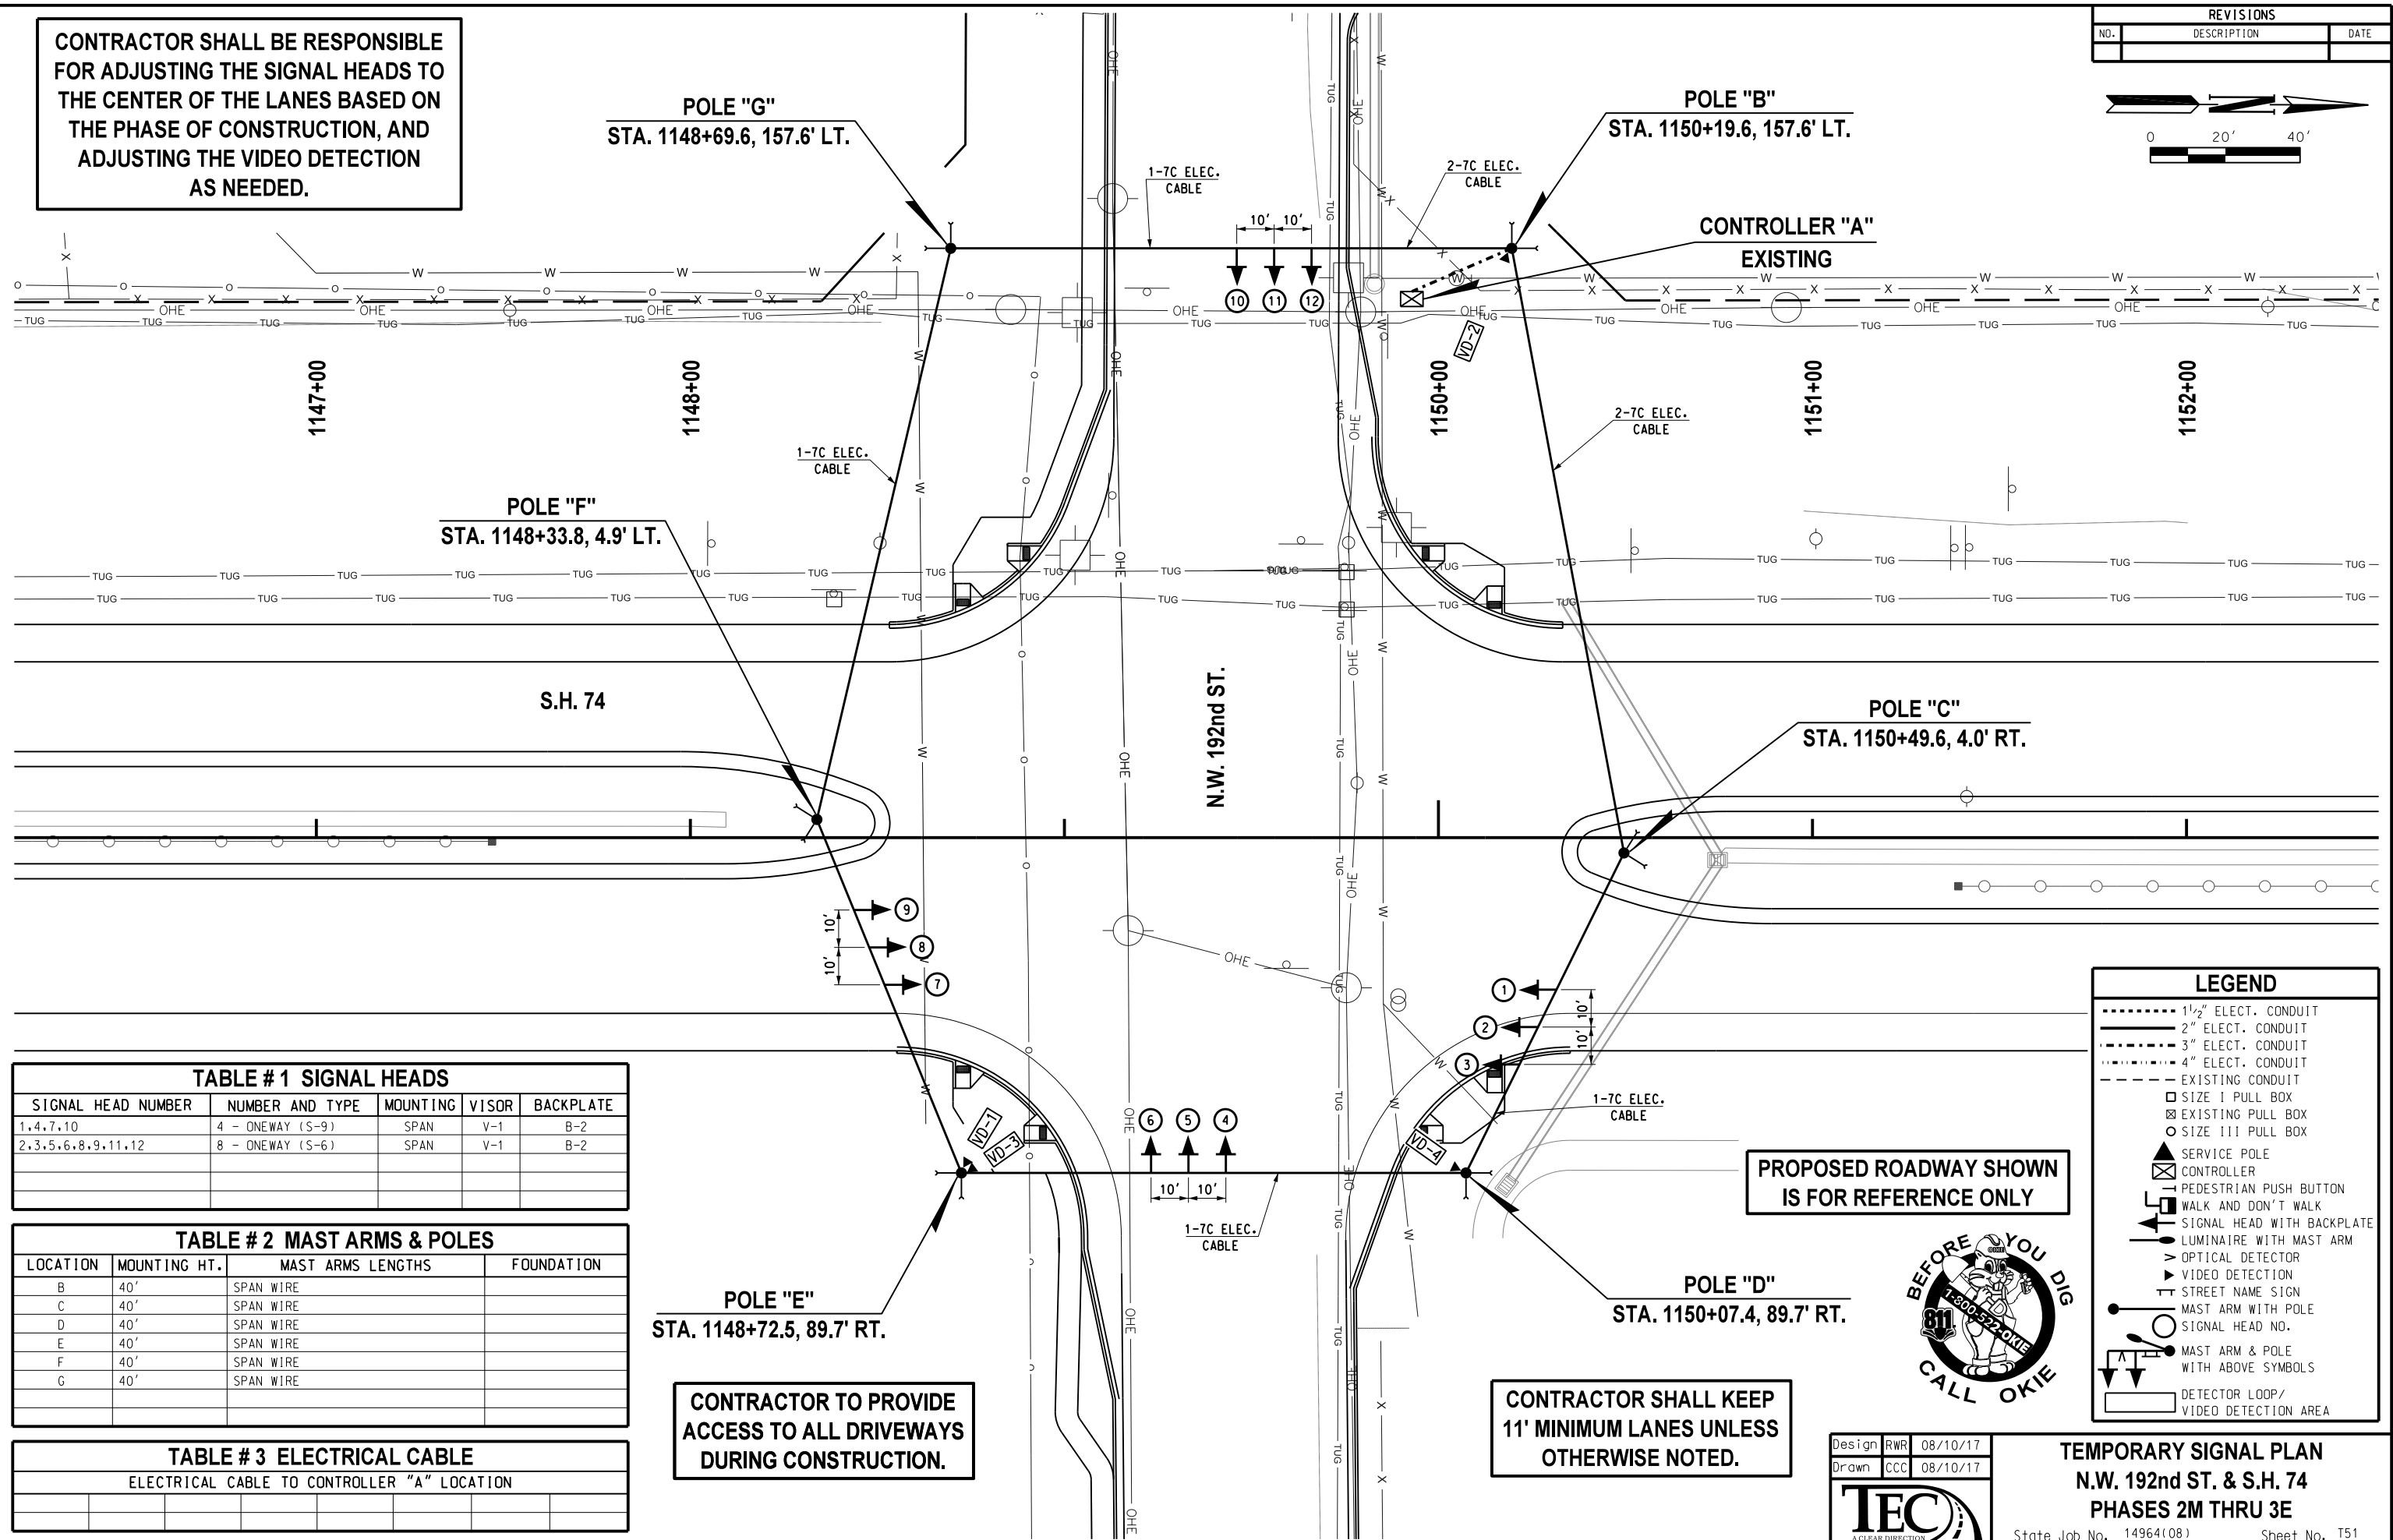 CONTRACTOR SHALL BE RESPONSIBLE
FOR ADJUSTING THE SIGNAL HEADS TO
THE CENTER OF THE LANES BASED ON
THE PHASE OF CONSTRUCTION, AND
ADJUSTING THE VIDEO DETECTION
AS NEEDED.
REVISIONS
NO. DESCRIPTION DATE
0 20' 40'
POLE "G"
STA. 1148+69.6, 157.6' LT.
POLE "B"
STA. 1150+19.6, 157.6' LT.
1-7C ELEC.
CABLE
2-7C ELEC.
CABLE
CONTROLLER "A"
EXISTING
10' 10'
10 11 12
VD-2
1147+00
1148+00
1150+00
1151+00
1152+00
1-7C ELEC.
CABLE
2-7C ELEC.
CABLE
POLE "F"
STA. 1148+33.8, 4.9' LT.
S.H. 74
N.W. 192nd ST.
POLE "C"
STA. 1150+49.6, 4.0' RT.
9
8
7
10'
10'
1
2
3
10'
10'
VD-1
VD-3
VD-4
6 5 4
10' 10'
1-7C ELEC.
CABLE
1-7C ELEC.
CABLE
POLE "E"
STA. 1148+72.5, 89.7' RT.
POLE "D"
STA. 1150+07.4, 89.7' RT.
TABLE # 1 SIGNAL HEADS
SIGNAL HEAD NUMBER NUMBER AND TYPE MOUNTING VISOR BACKPLATE
1,4,7,10 4 - ONEWAY (S-9) SPAN V-1 B-2
2,3,5,6,8,9,11,12 8 - ONEWAY (S-6) SPAN V-1 B-2
TABLE # 2 MAST ARMS & POLES
LOCATION MOUNTING HT. MAST ARMS LENGTHS FOUNDATION
B 40' SPAN WIRE
C 40' SPAN WIRE
D 40' SPAN WIRE
E 40' SPAN WIRE
F 40' SPAN WIRE
G 40' SPAN WIRE
TABLE # 3 ELECTRICAL CABLE
ELECTRICAL CABLE TO CONTROLLER "A" LOCATION
CONTRACTOR TO PROVIDE
ACCESS TO ALL DRIVEWAYS
DURING CONSTRUCTION.
CONTRACTOR SHALL KEEP
11' MINIMUM LANES UNLESS
OTHERWISE NOTED.
PROPOSED ROADWAY SHOWN
IS FOR REFERENCE ONLY
BEFORE YOU DIG
1-800-522-OKIE
811
CALL OKIE
LEGEND
1½" ELECT. CONDUIT
2" ELECT. CONDUIT
3" ELECT. CONDUIT
4" ELECT. CONDUIT
EXISTING CONDUIT
SIZE I PULL BOX
EXISTING PULL BOX
SIZE III PULL BOX
SERVICE POLE
CONTROLLER
PEDESTRIAN PUSH BUTTON
WALK AND DON'T WALK
SIGNAL HEAD WITH BACKPLATE
LUMINAIRE WITH MAST ARM
OPTICAL DETECTOR
VIDEO DETECTION
STREET NAME SIGN
MAST ARM WITH POLE
SIGNAL HEAD NO.
MAST ARM & POLE
WITH ABOVE SYMBOLS
DETECTOR LOOP/
VIDEO DETECTION AREA
Design RWR 08/10/17
Drawn CCC 08/10/17
TEC
A CLEAR DIRECTION
TEMPORARY SIGNAL PLAN
N.W. 192nd ST. & S.H. 74
PHASES 2M THRU 3E
State Job No. 14964(08) Sheet No. T51